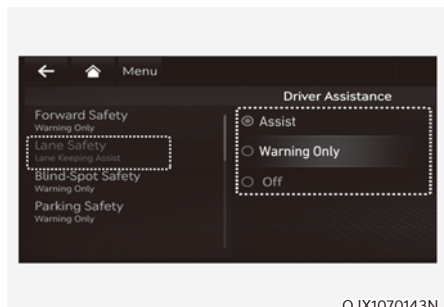 Menu
Driver Assistance
Forward Safety
Warning Only
Lane Safety
Lane Keeping Assist
Blind-Spot Safety
Warning Only
Parking Safety
Warning Only
Assist
Warning Only
Off
OJX1070143N